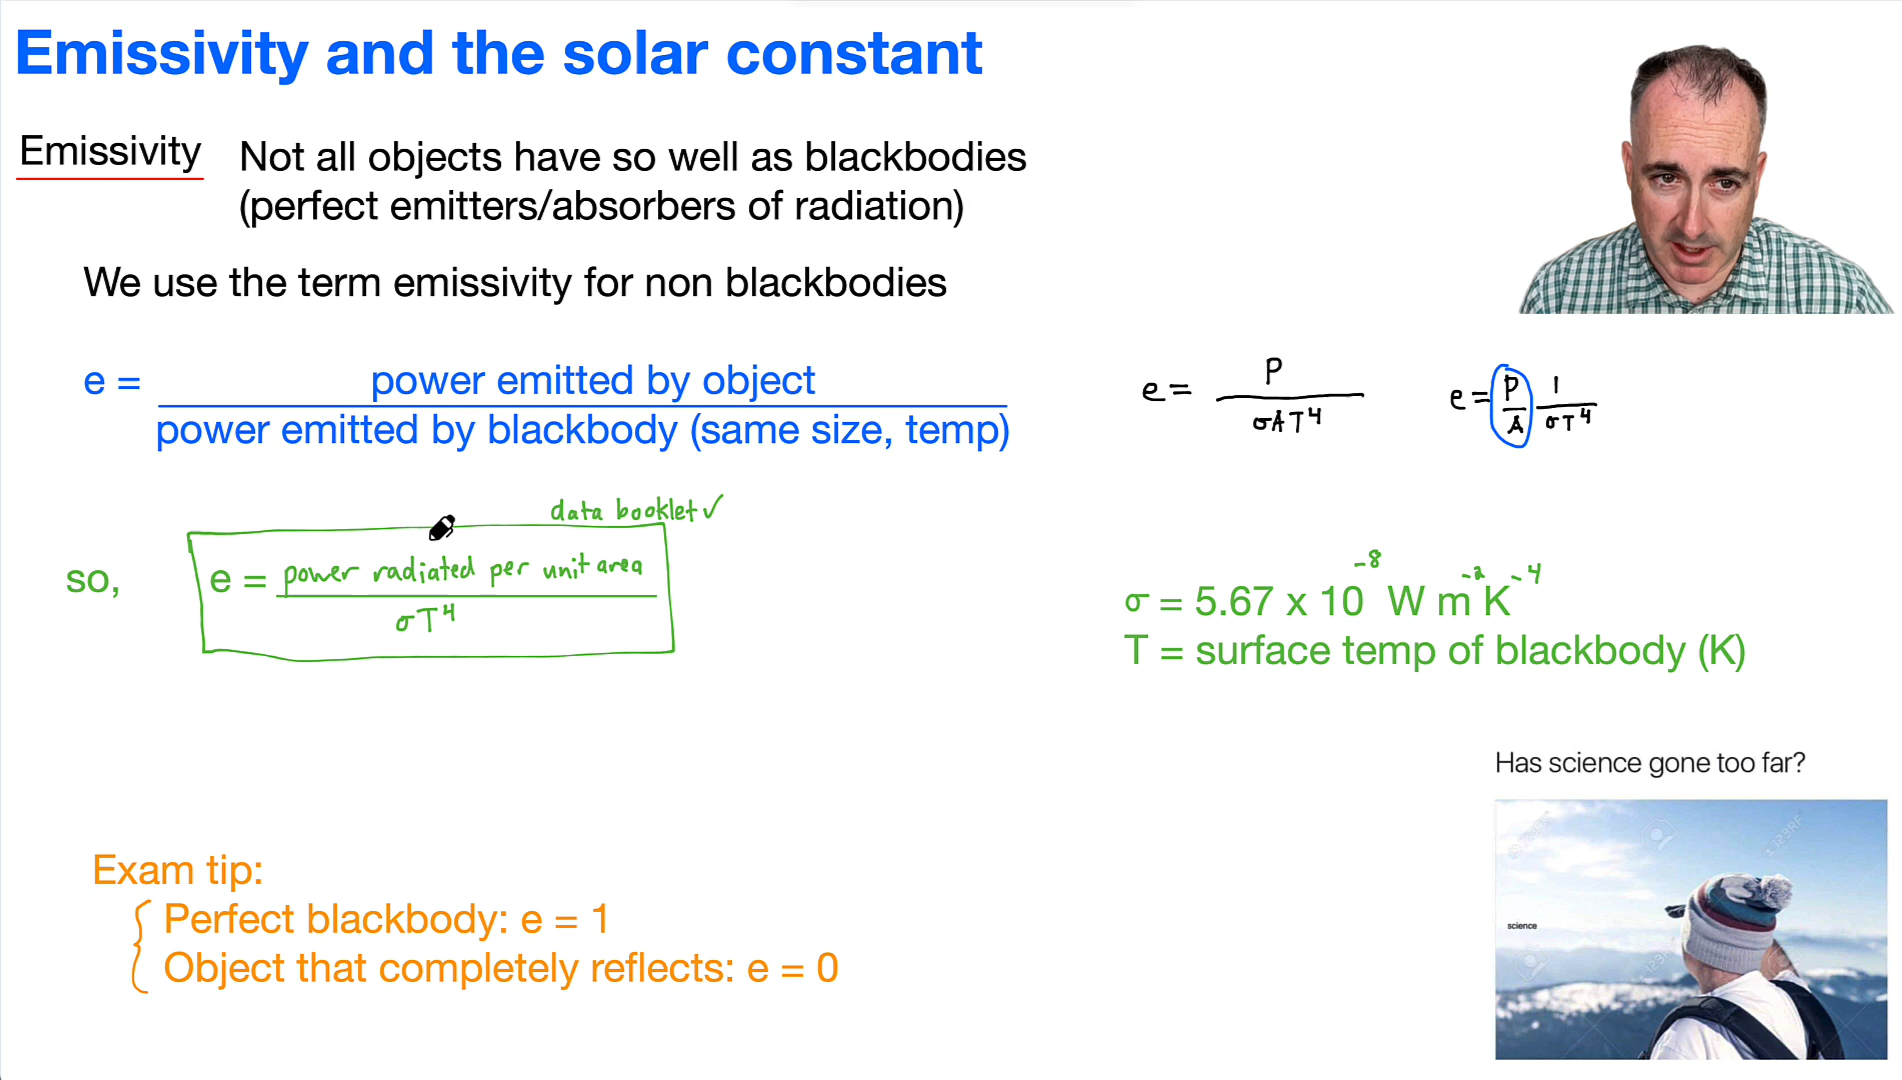 Emissivity and the solar constant
Emissivity
Not all objects have so well as blackbodies
(perfect emitters/absorbers of radiation)
We use the term emissivity for non blackbodies
e = power emitted by object
power emitted by blackbody (same size, temp)
e = P
σAT⁴
e = P 1
A σT⁴
data booklet ✓
so,
e = power radiated per unit area
σT⁴
σ = 5.67 x 10⁻⁸ W m⁻² K⁻⁴
T = surface temp of blackbody (K)
Has science gone too far?
science
123RF
123RF
123RF
Exam tip:
Perfect blackbody: e = 1
Object that completely reflects: e = 0